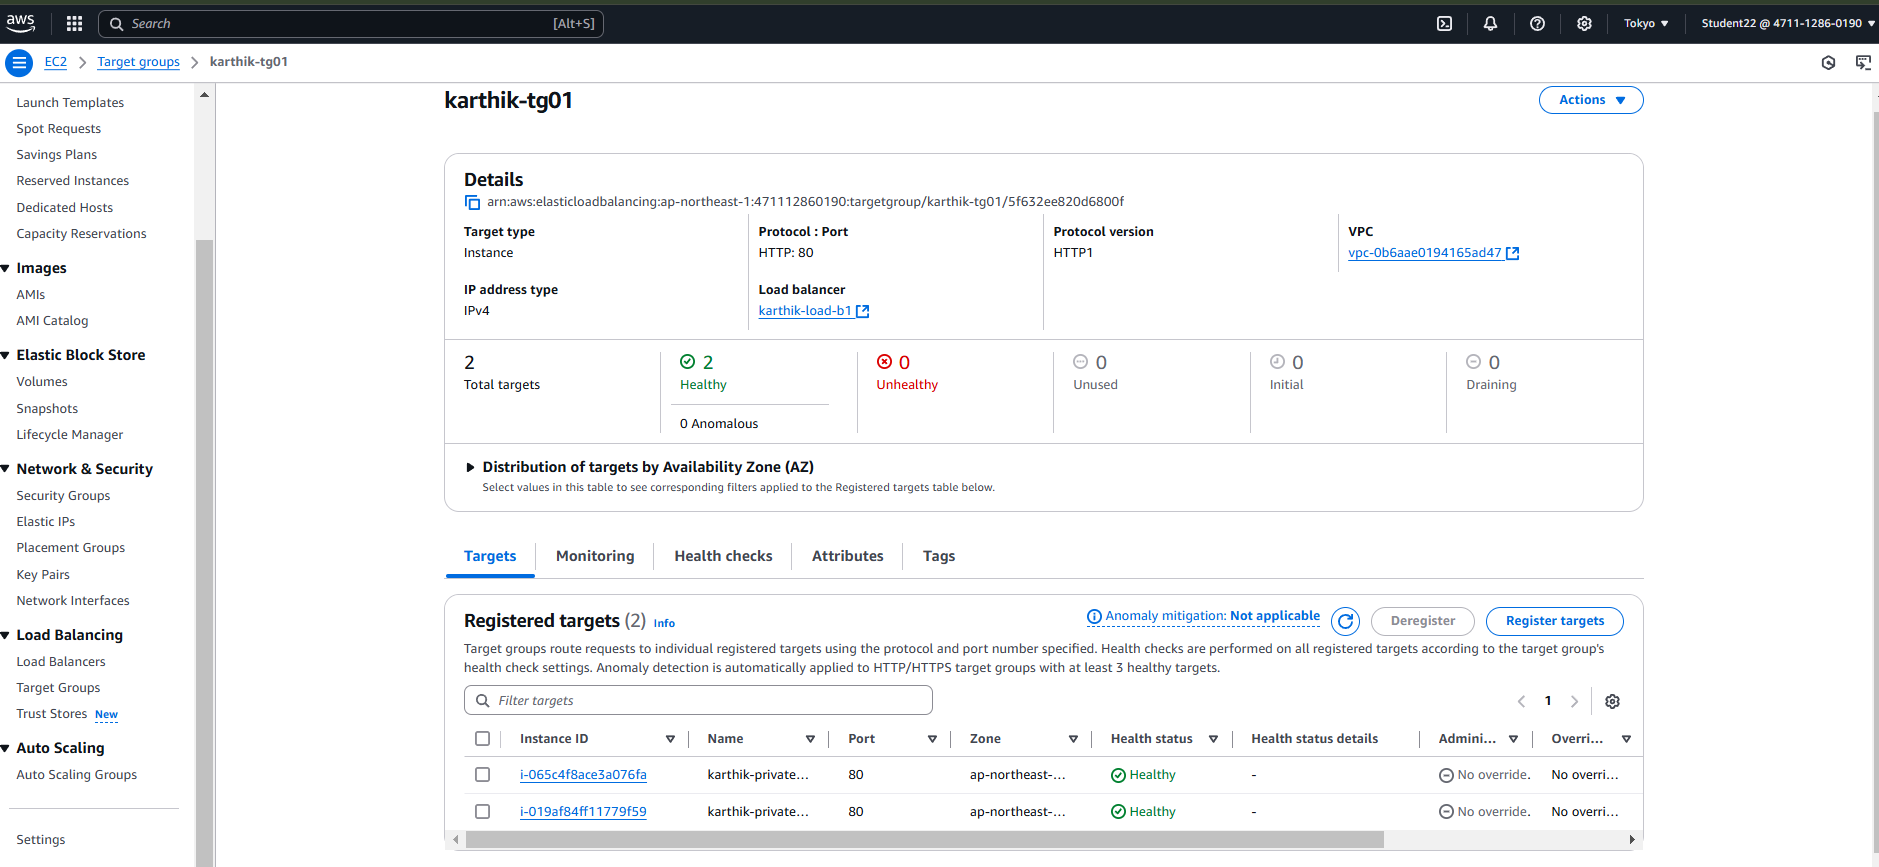 aws
Search [Alt+S]
Tokyo
Student22 @ 4711-1286-0190
EC2
Target groups
karthik-tg01
Launch Templates
Spot Requests
Savings Plans
Reserved Instances
Dedicated Hosts
Capacity Reservations
Images
AMIs
AMI Catalog
Elastic Block Store
Volumes
Snapshots
Lifecycle Manager
Network & Security
Security Groups
Elastic IPs
Placement Groups
Key Pairs
Network Interfaces
Load Balancing
Load Balancers
Target Groups
Trust Stores New
Auto Scaling
Auto Scaling Groups
Settings
karthik-tg01
Actions
Details
arn:aws:elasticloadbalancing:ap-northeast-1:471112860190:targetgroup/karthik-tg01/5f632ee820d6800f
Target type
Instance
Protocol : Port
HTTP: 80
Protocol version
HTTP1
VPC
vpc-0b6aae0194165ad47
IP address type
IPv4
Load balancer
karthik-load-b1
2
Total targets
2
Healthy
0 Anomalous
0
Unhealthy
0
Unused
0
Initial
0
Draining
Distribution of targets by Availability Zone (AZ)
Select values in this table to see corresponding filters applied to the Registered targets table below.
Targets Monitoring Health checks Attributes Tags
Registered targets (2) Info
Anomaly mitigation: Not applicable
Deregister
Register targets
Target groups route requests to individual registered targets using the protocol and port number specified. Health checks are performed on all registered targets according to the target group's
health check settings. Anomaly detection is automatically applied to HTTP/HTTPS target groups with at least 3 healthy targets.
Filter targets
1
Instance ID Name Port Zone Health status Health status details Admini... Overri...
i-065c4f8ace3a076fa karthik-private... 80 ap-northeast-... Healthy - No override. No overri...
i-019af84ff11779f59 karthik-private... 80 ap-northeast-... Healthy - No override. No overri...